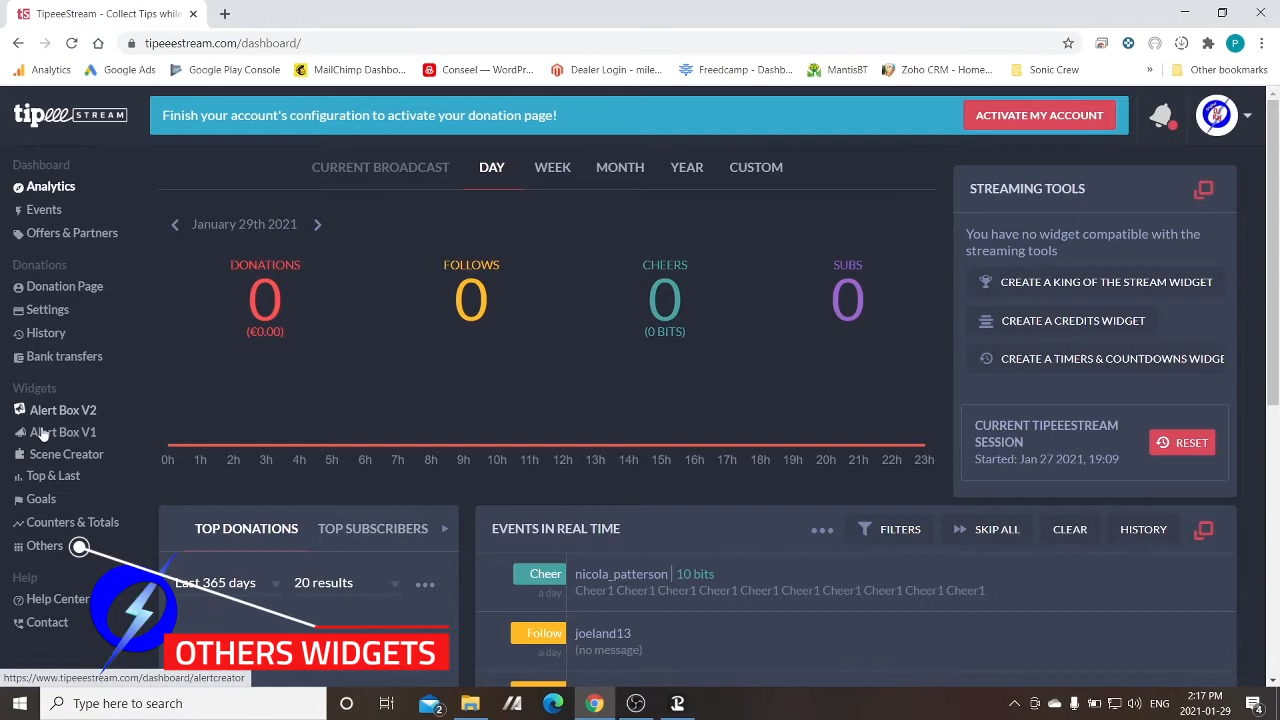 TipeeeStream - Collect Tips while
tipeeestream.com/dashboard/
Analytics
Google Ads
Google Play Console
MailChimp Dashbo...
Conseel — WordPr...
Dealer Login - mile...
Freedcamp - Dashb...
MantisBT
Zoho CRM - Home...
Sonic Crew
»
Other bookmarks
tipeee STREAM
Finish your account's configuration to activate your donation page!
ACTIVATE MY ACCOUNT
Dashboard
Analytics
Events
Offers & Partners
Donations
Donation Page
Settings
History
Bank transfers
Widgets
Alert Box V2
Alert Box V1
Scene Creator
Top & Last
Goals
Counters & Totals
Others
Help
Help Center
Contact
CURRENT BROADCAST DAY WEEK MONTH YEAR CUSTOM
January 29th 2021
DONATIONS FOLLOWS CHEERS SUBS
0 0 0 0
(€0.00) (0 BITS)
0h 1h 2h 3h 4h 5h 6h 7h 8h 9h 10h 11h 12h 13h 14h 15h 16h 17h 18h 19h 20h 21h 22h 23h
STREAMING TOOLS
You have no widget compatible with the
streaming tools
CREATE A KING OF THE STREAM WIDGET
CREATE A CREDITS WIDGET
CREATE A TIMERS & COUNTDOWNS WIDGE
CURRENT TIPEEESTREAM
SESSION
Started: Jan 27 2021, 19:09
RESET
TOP DONATIONS TOP SUBSCRIBERS
Last 365 days 20 results
EVENTS IN REAL TIME
FILTERS SKIP ALL CLEAR HISTORY
Cheer nicola_patterson 10 bits
a day Cheer1 Cheer1 Cheer1 Cheer1 Cheer1 Cheer1 Cheer1 Cheer1 Cheer1 Cheer1
Follow joeland13
a day (no message)
OTHERS WIDGETS
https://www.tipeeestream.com/dashboard/alertcreator
Type here to search
2
ENG
2:17 PM
2021-01-29
4